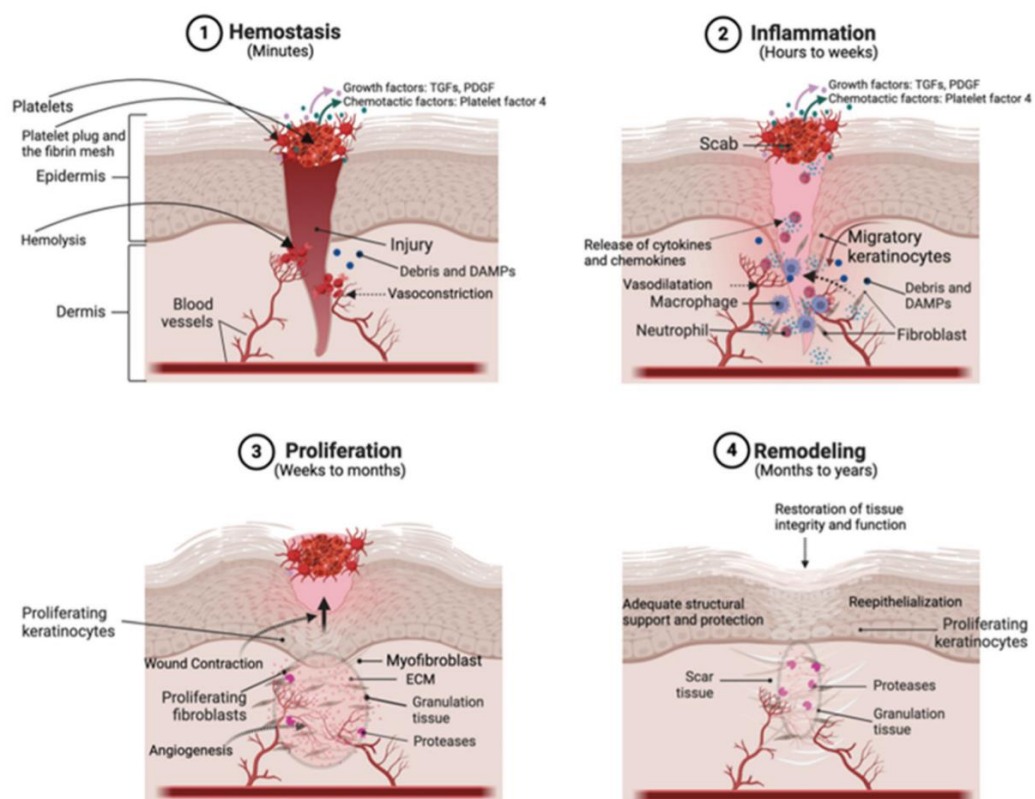 1 Hemostasis
(Minutes)
Growth factors: TGFs, PDGF
Chemotactic factors: Platelet factor 4
Platelets
Platelet plug and
the fibrin mesh
Epidermis
Hemolysis
Injury
Debris and DAMPs
Vasoconstriction
Dermis
Blood
vessels
2 Inflammation
(Hours to weeks)
Growth factors: TGFs, PDGF
Chemotactic factors: Platelet factor 4
Scab
Release of cytokines
and chemokines
Migratory
keratinocytes
Vasodilatation
Debris and
DAMPs
Macrophage
Neutrophil
Fibroblast
3 Proliferation
(Weeks to months)
Proliferating
keratinocytes
Wound Contraction
Myofibroblast
ECM
Proliferating
fibroblasts
Granulation
tissue
Angiogenesis
Proteases
4 Remodeling
(Months to years)
Restoration of tissue
integrity and function
Adequate structural
support and protection
Reepithelialization
Proliferating
keratinocytes
Scar
tissue
Proteases
Granulation
tissue